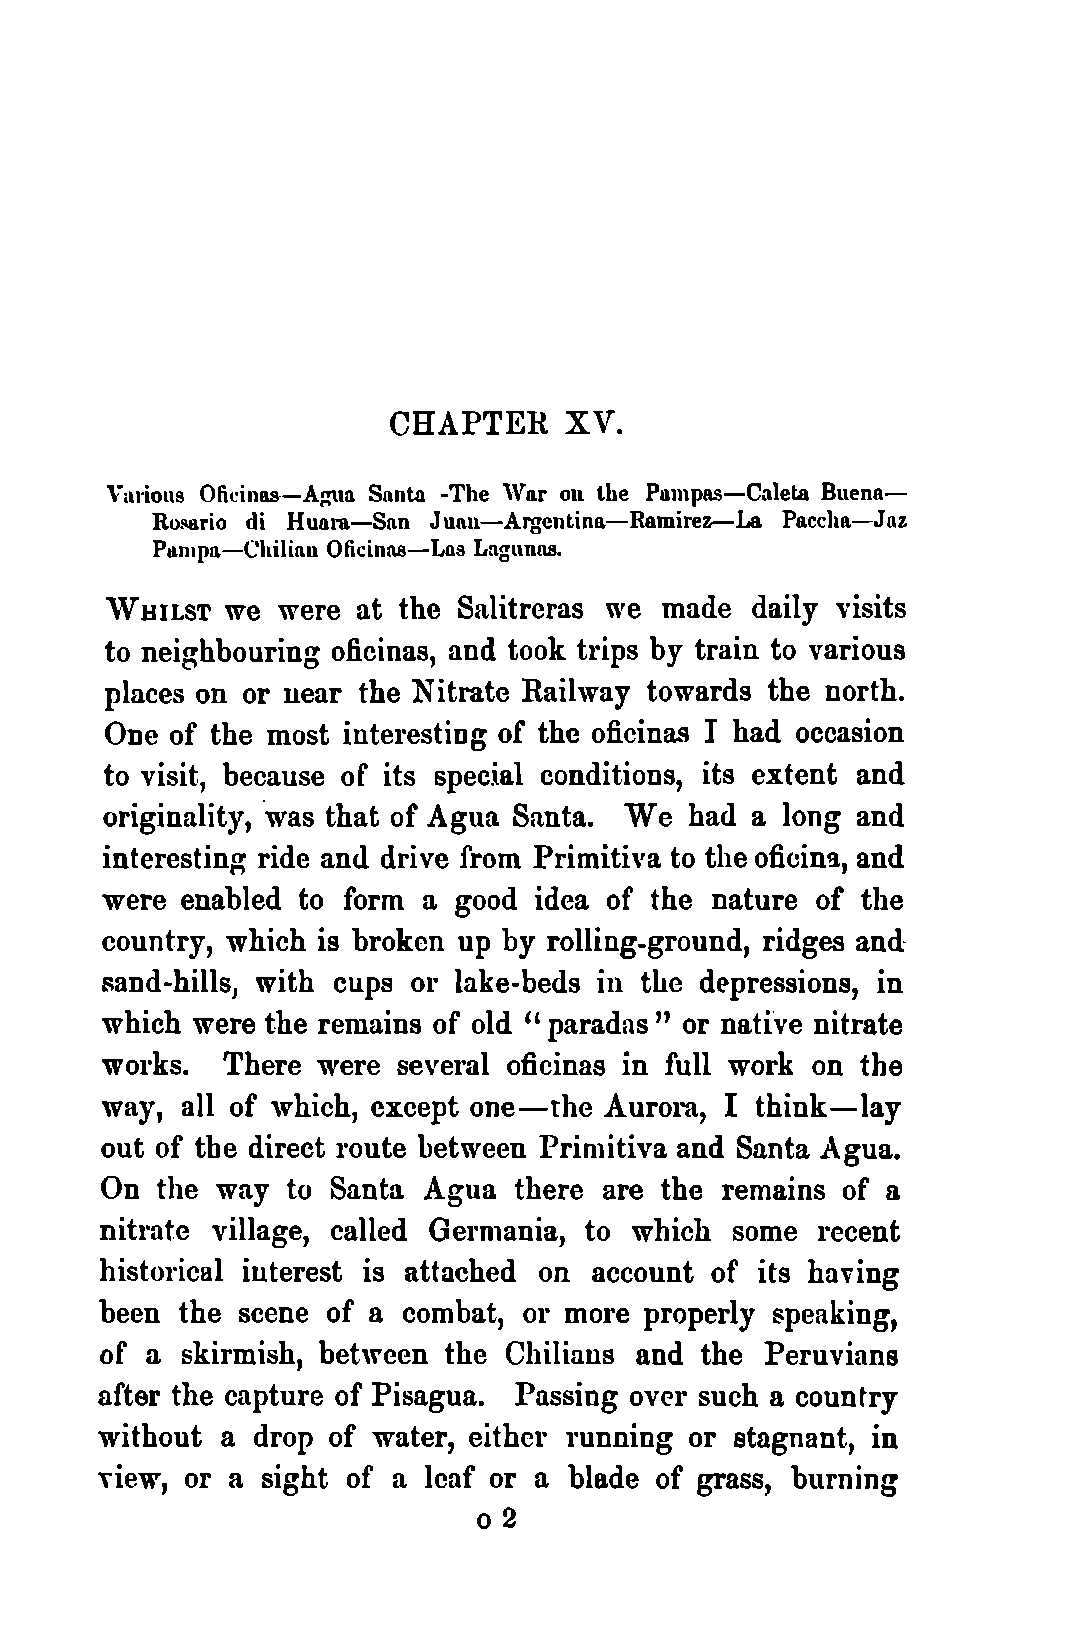 CHAPTER XV.
Various Oficinas—Agua Santa -The War on the Pampas—Caleta Buena—
Rosario di Huara—San Juan—Argentina—Ramirez—La Paccha—Jaz
Pampa—Chilian Oficinas—Las Lagunas.
WHILST we were at the Salitreras we made daily visits
to neighbouring oficinas, and took trips by train to various
places on or near the Nitrate Railway towards the north.
One of the most interesting of the oficinas I had occasion
to visit, because of its special conditions, its extent and
originality, was that of Agua Santa. We had a long and
interesting ride and drive from Primitiva to the oficina, and
were enabled to form a good idea of the nature of the
country, which is broken up by rolling-ground, ridges and
sand-hills, with cups or lake-beds in the depressions, in
which were the remains of old “paradas” or native nitrate
works. There were several oficinas in full work on the
way, all of which, except one—the Aurora, I think—lay
out of the direct route between Primitiva and Santa Agua.
On the way to Santa Agua there are the remains of a
nitrate village, called Germania, to which some recent
historical interest is attached on account of its having
been the scene of a combat, or more properly speaking,
of a skirmish, between the Chilians and the Peruvians
after the capture of Pisagua. Passing over such a country
without a drop of water, either running or stagnant, in
view, or a sight of a leaf or a blade of grass, burning
o 2